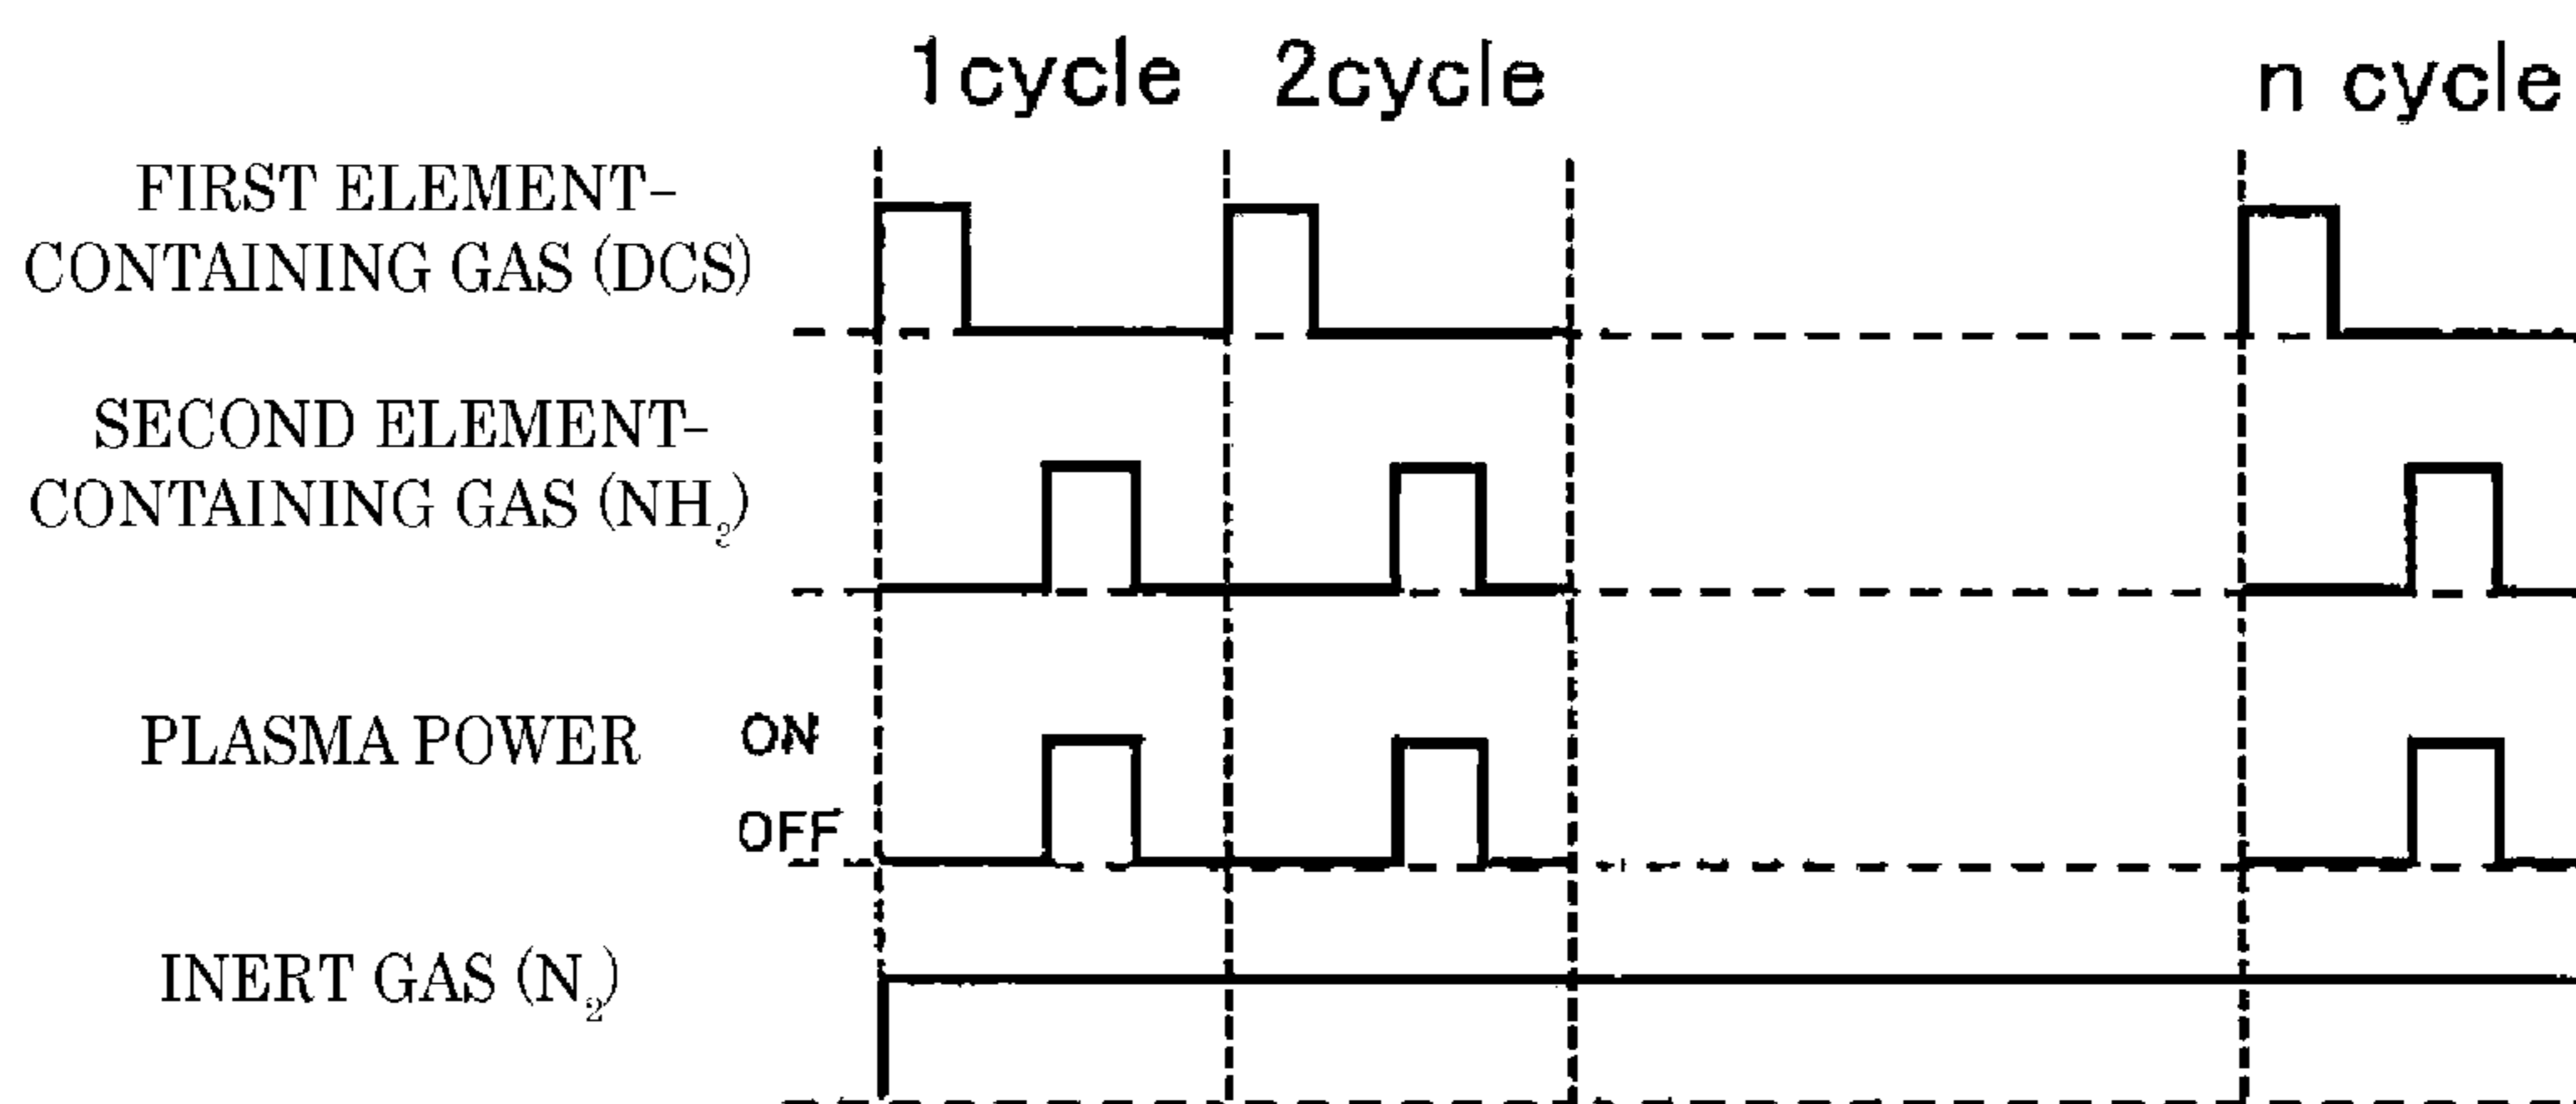 1cycle 2cycle n cycle
FIRST ELEMENT–
CONTAINING GAS (DCS)
SECOND ELEMENT–
CONTAINING GAS (NH₂)
PLASMA POWER ON
OFF
INERT GAS (N₂)